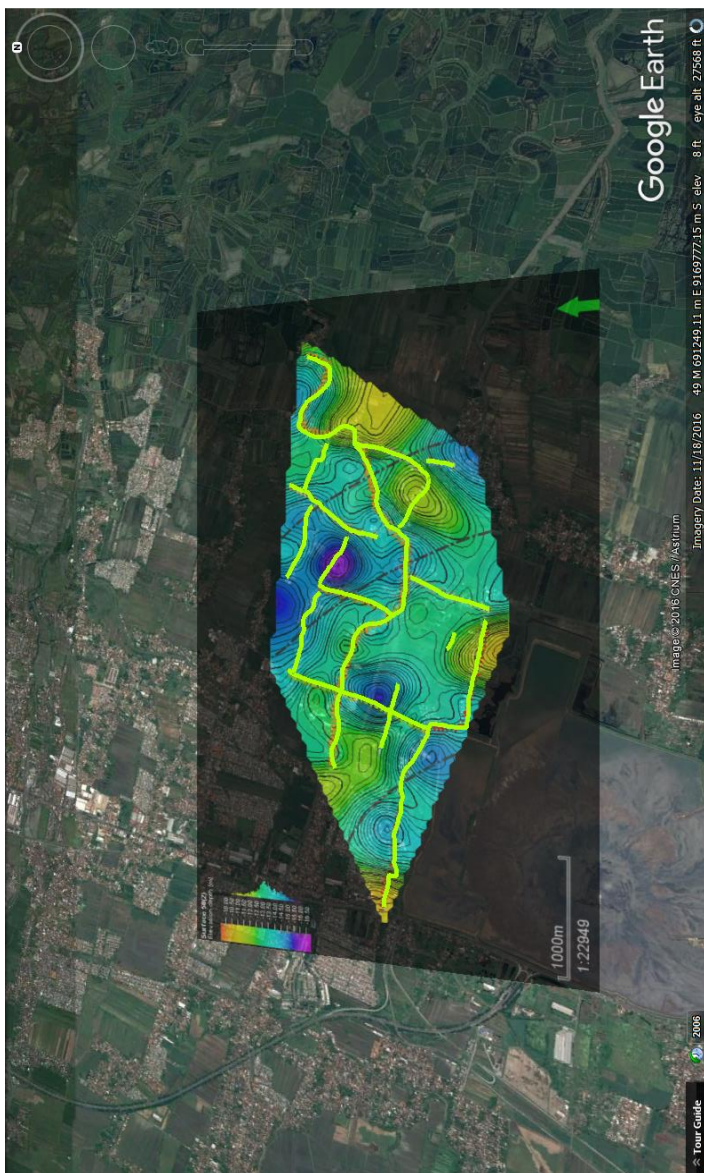 N
Google Earth
1000m
1:22949
Image © 2016 CNES / Astrium
Tour Guide
2006
Imagery Date: 11/18/2016 49 M 691249.11 m E 9169777.15 m S elev 8 ft eye alt 27568 ft